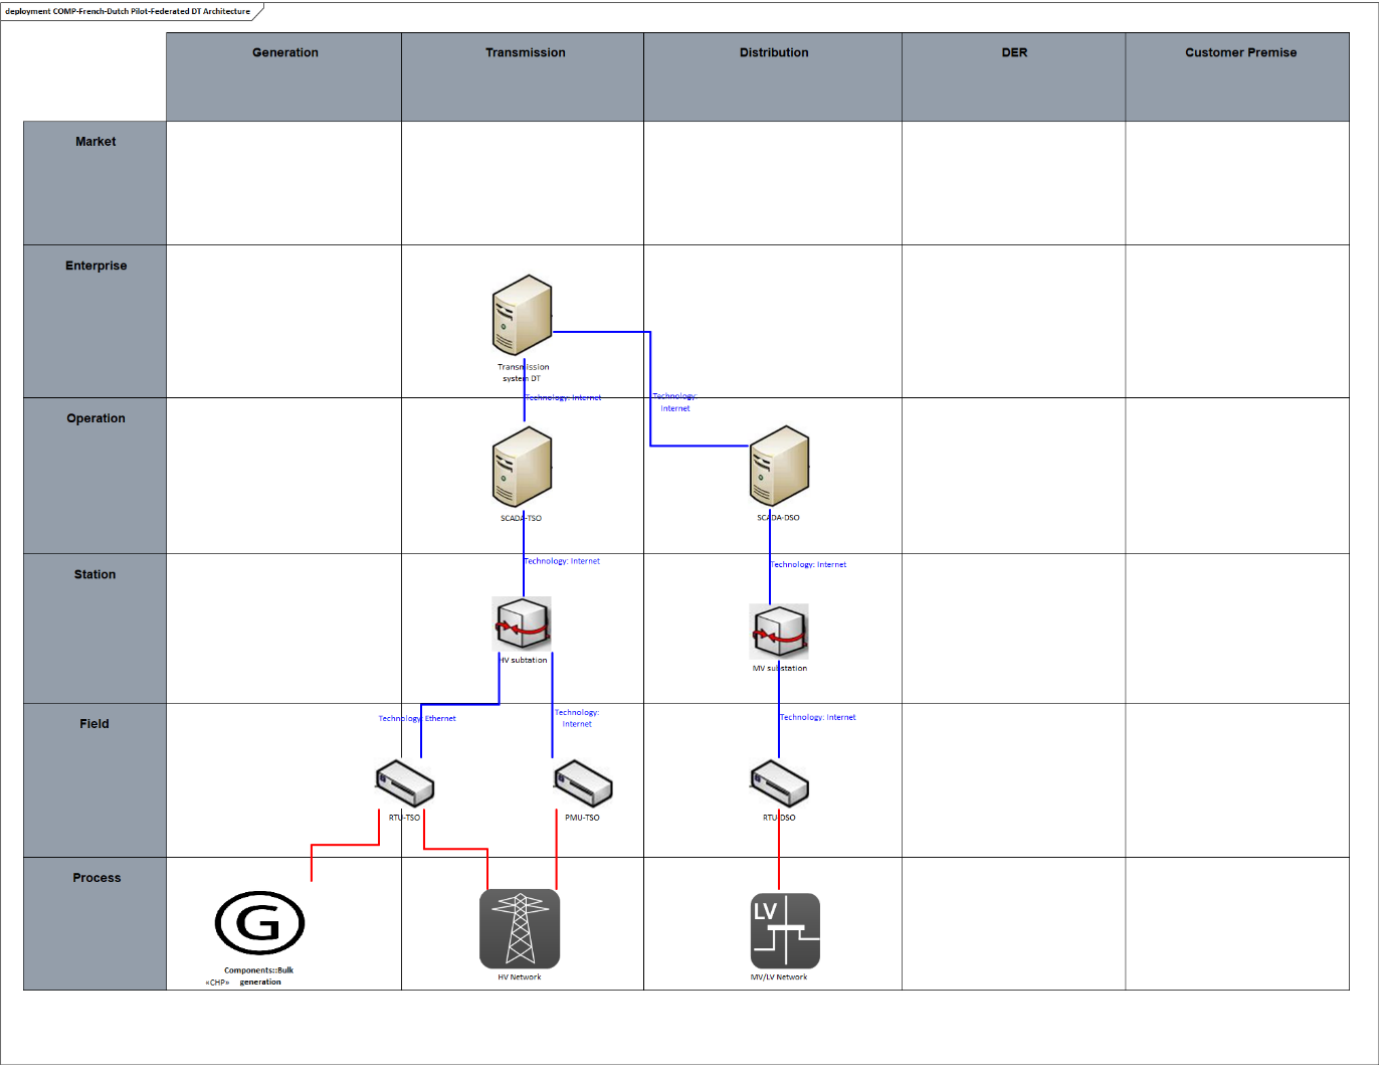 deployment COMP-French-Dutch Pilot-Federated DT Architecture
Generation
Transmission
Distribution
DER
Customer Premise
Market
Enterprise
Transmission
system DT
Technology: Internet
Technology:
Internet
Operation
SCADA-TSO
SCADA-DSO
Technology: Internet
Technology: Internet
Station
HV subtation
MV substation
Field
Technology: Ethernet
Technology:
Internet
Technology: Internet
RTU-TSO
PMU-TSO
RTU-DSO
Process
G
LV
Components::Bulk
«CHP» generation
HV Network
MV/LV Network